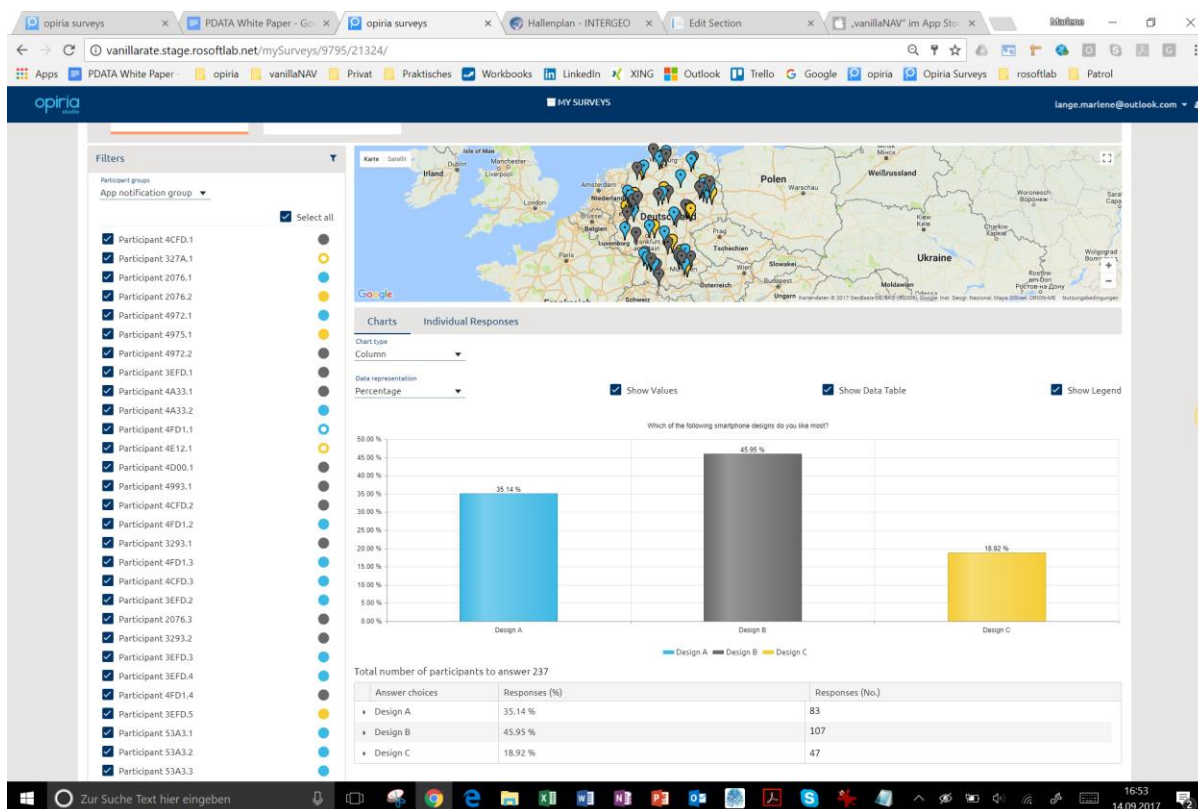 opiria surveys
PDATA White Paper - Go
opiria surveys
Hallenplan - INTERGEO
Edit Section
„vanillaNAV“ im App Sto
Marlene
vanillarate.stage.rosoftlab.net/mySurveys/9795/21324/
Apps PDATA White Paper - opiria vanillaNAV Privat Praktisches Workbooks LinkedIn XING Outlook Trello Google opiria Opiria Surveys rosoftlab Patrol
opiria
studio
MY SURVEYS
lange.marlene@outlook.com
Filters
Participant groups
App notification group
Select all
Participant 4CFD.1
Participant 327A.1
Participant 2076.1
Participant 2076.2
Participant 4972.1
Participant 4975.1
Participant 4972.2
Participant 3EFD.1
Participant 4A33.1
Participant 4A33.2
Participant 4FD1.1
Participant 4E12.1
Participant 4D00.1
Participant 4993.1
Participant 4CFD.2
Participant 4FD1.2
Participant 3293.1
Participant 4FD1.3
Participant 4CFD.3
Participant 3EFD.2
Participant 2076.3
Participant 3293.2
Participant 3EFD.3
Participant 3EFD.4
Participant 4FD1.4
Participant 3EFD.5
Participant 53A3.1
Participant 53A3.2
Participant 53A3.3
Karte Satellit
Isle of Man
Dublin
Manchester
Irland
Liverpool
London
Amsterdam
Brüssel
Belgien
Luxemburg
Paris
Polen
Warschau
Weißrussland
Minsk
Prag
Tschechien
Wien
Slowakei
Budapest
Österreich
Ungarn
Schweiz
Moldawien
Ukraine
Kiew
Київ
Woronesch
Воронеж
Wolgograd
Google
Nutzungsbedingungen
Charts Individual Responses
Chart type
Column
Data representation
Percentage
Show Values
Show Data Table
Show Legend
Which of the following smartphone designs do you like most?
50.00 %
45.00 %
40.00 %
35.00 %
30.00 %
25.00 %
20.00 %
15.00 %
10.00 %
5.00 %
0.00 %
35.14 %
45.95 %
18.92 %
Design A
Design B
Design C
Design A Design B Design C
Total number of participants to answer 237
Answer choices Responses (%) Responses (No.)
Design A 35.14 % 83
Design B 45.95 % 107
Design C 18.92 % 47
Zur Suche Text hier eingeben
16:53
14.09.2017